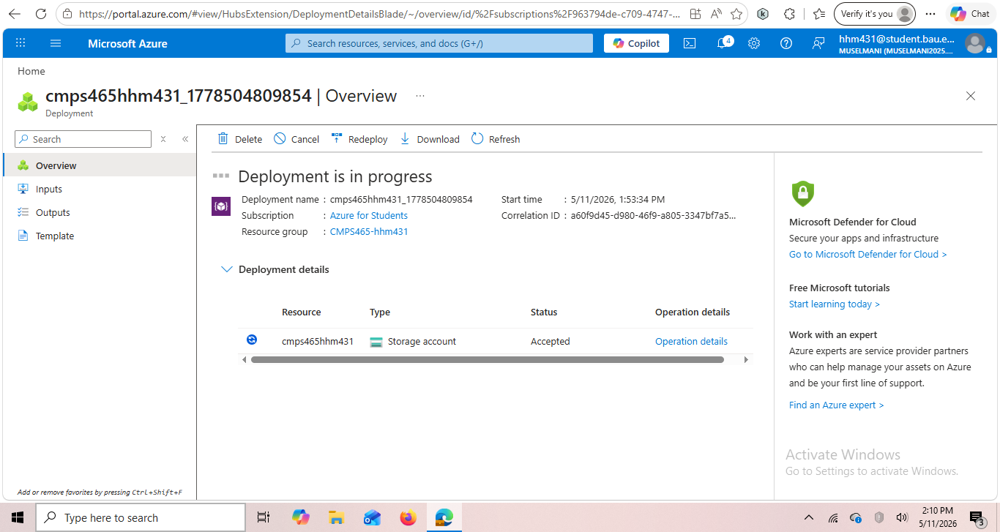 https://portal.azure.com/#view/HubsExtension/DeploymentDetailsBlade/~/overview/id/%2Fsubscriptions%2F963794de-c709-4747-...
Verify it's you
Chat
Microsoft Azure
Search resources, services, and docs (G+/)
Copilot
4
hhm431@student.bau.e...
MUSELMANI (MUSELMANI2025....
Home
cmps465hhm431_1778504809854 | Overview
...
Deployment
Search
Overview
Inputs
Outputs
Template
Add or remove favorites by pressing Ctrl+Shift+F
Delete
Cancel
Redeploy
Download
Refresh
Deployment is in progress
Deployment name : cmps465hhm431_1778504809854
Subscription : Azure for Students
Resource group : CMPS465-hhm431
Start time : 5/11/2026, 1:53:34 PM
Correlation ID : a60f9d45-d980-46f9-a805-3347bf7a5...
Deployment details
Resource Type Status Operation details
cmps465hhm431 Storage account Accepted Operation details
Microsoft Defender for Cloud
Secure your apps and infrastructure
Go to Microsoft Defender for Cloud >
Free Microsoft tutorials
Start learning today >
Work with an expert
Azure experts are service provider partners
who can help manage your assets on Azure
and be your first line of support.
Find an Azure expert >
Activate Windows
Go to Settings to activate Windows.
Type here to search
2:10 PM
5/11/2026
3